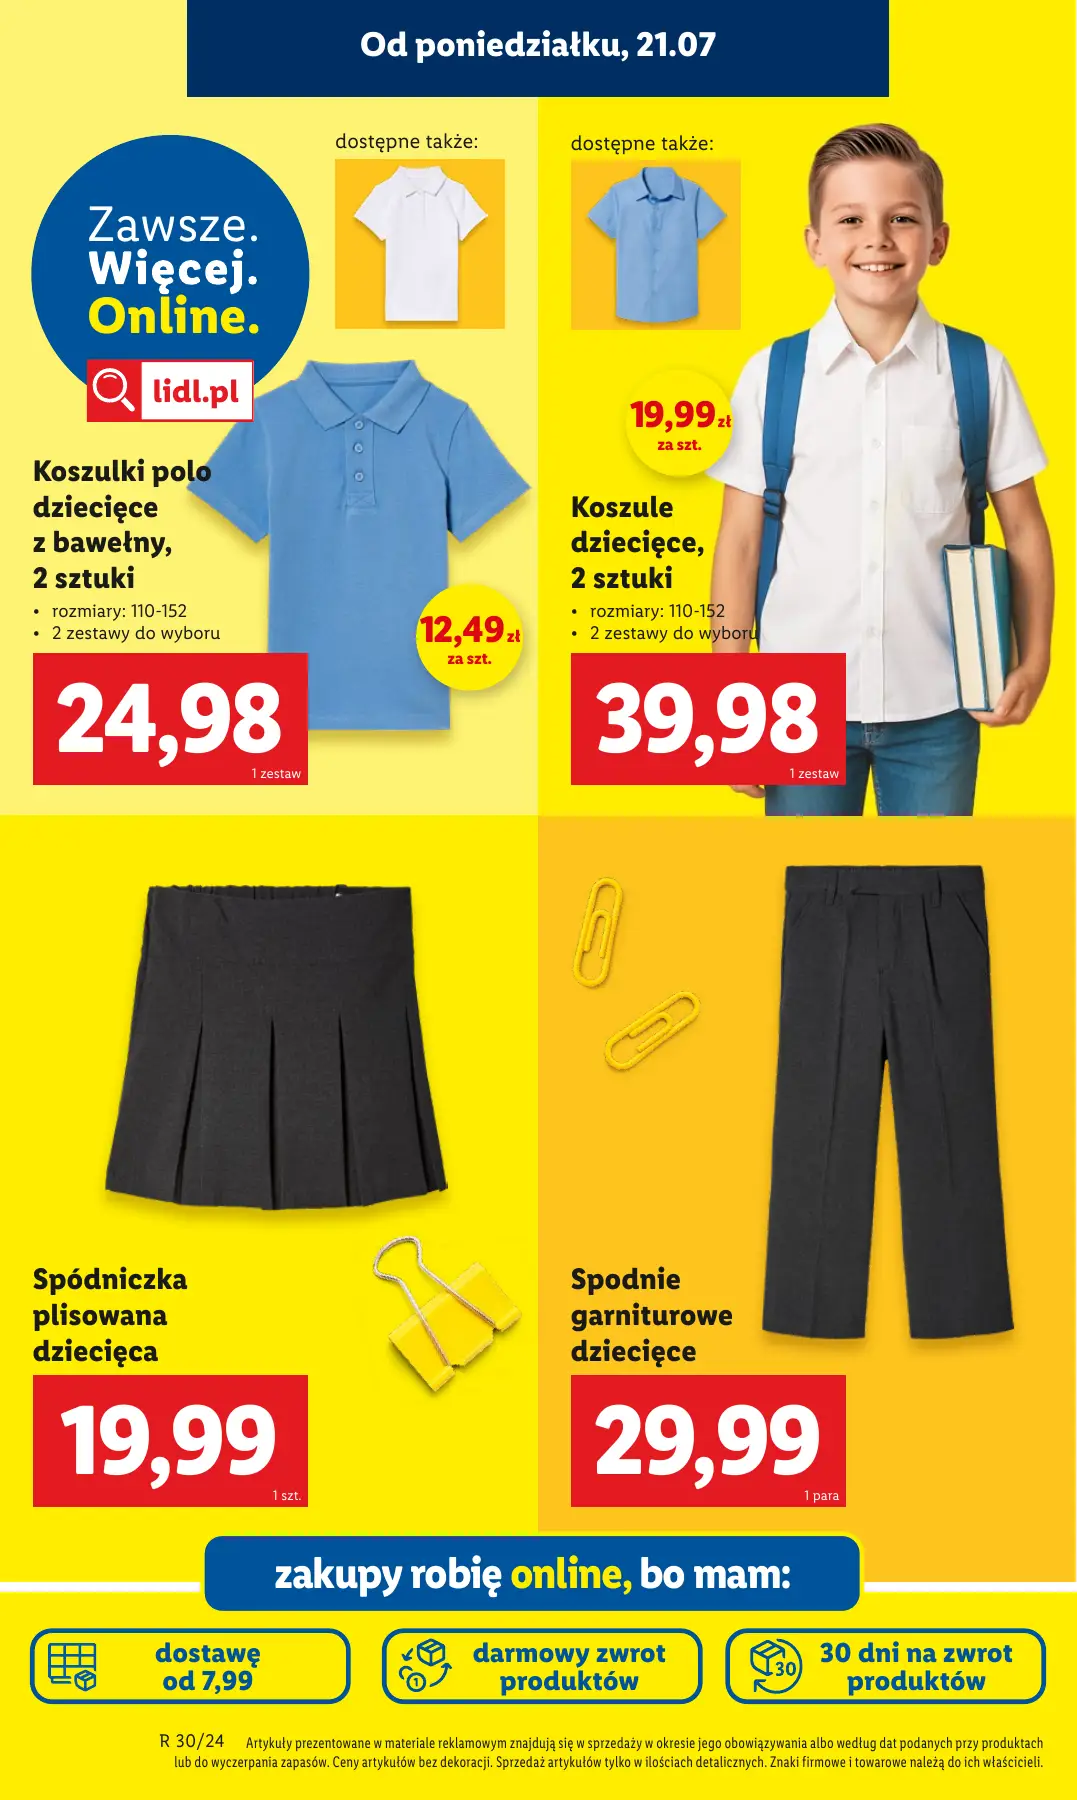 Od poniedziałku, 21.07
Zawsze.
Więcej.
Online.
lidl.pl
dostępne także:
Koszulki polo
dziecięce
z bawełny,
2 sztuki
• rozmiary: 110-152
• 2 zestawy do wyboru
12,49 zł
za szt.
24,98
1 zestaw
dostępne także:
19,99 zł
za szt.
Koszule
dziecięce,
2 sztuki
• rozmiary: 110-152
• 2 zestawy do wyboru
39,98
1 zestaw
Spódniczka
plisowana
dziecięca
19,99
1 szt.
Spodnie
garniturowe
dziecięce
29,99
1 para
zakupy robię online, bo mam:
dostawę
od 7,99
1
darmowy zwrot
produktów
30
30 dni na zwrot
produktów
R 30/24
Artykuły prezentowane w materiale reklamowym znajdują się w sprzedaży w okresie jego obowiązywania albo według dat podanych przy produktach
lub do wyczerpania zapasów. Ceny artykułów bez dekoracji. Sprzedaż artykułów tylko w ilościach detalicznych. Znaki firmowe i towarowe należą do ich właścicieli.